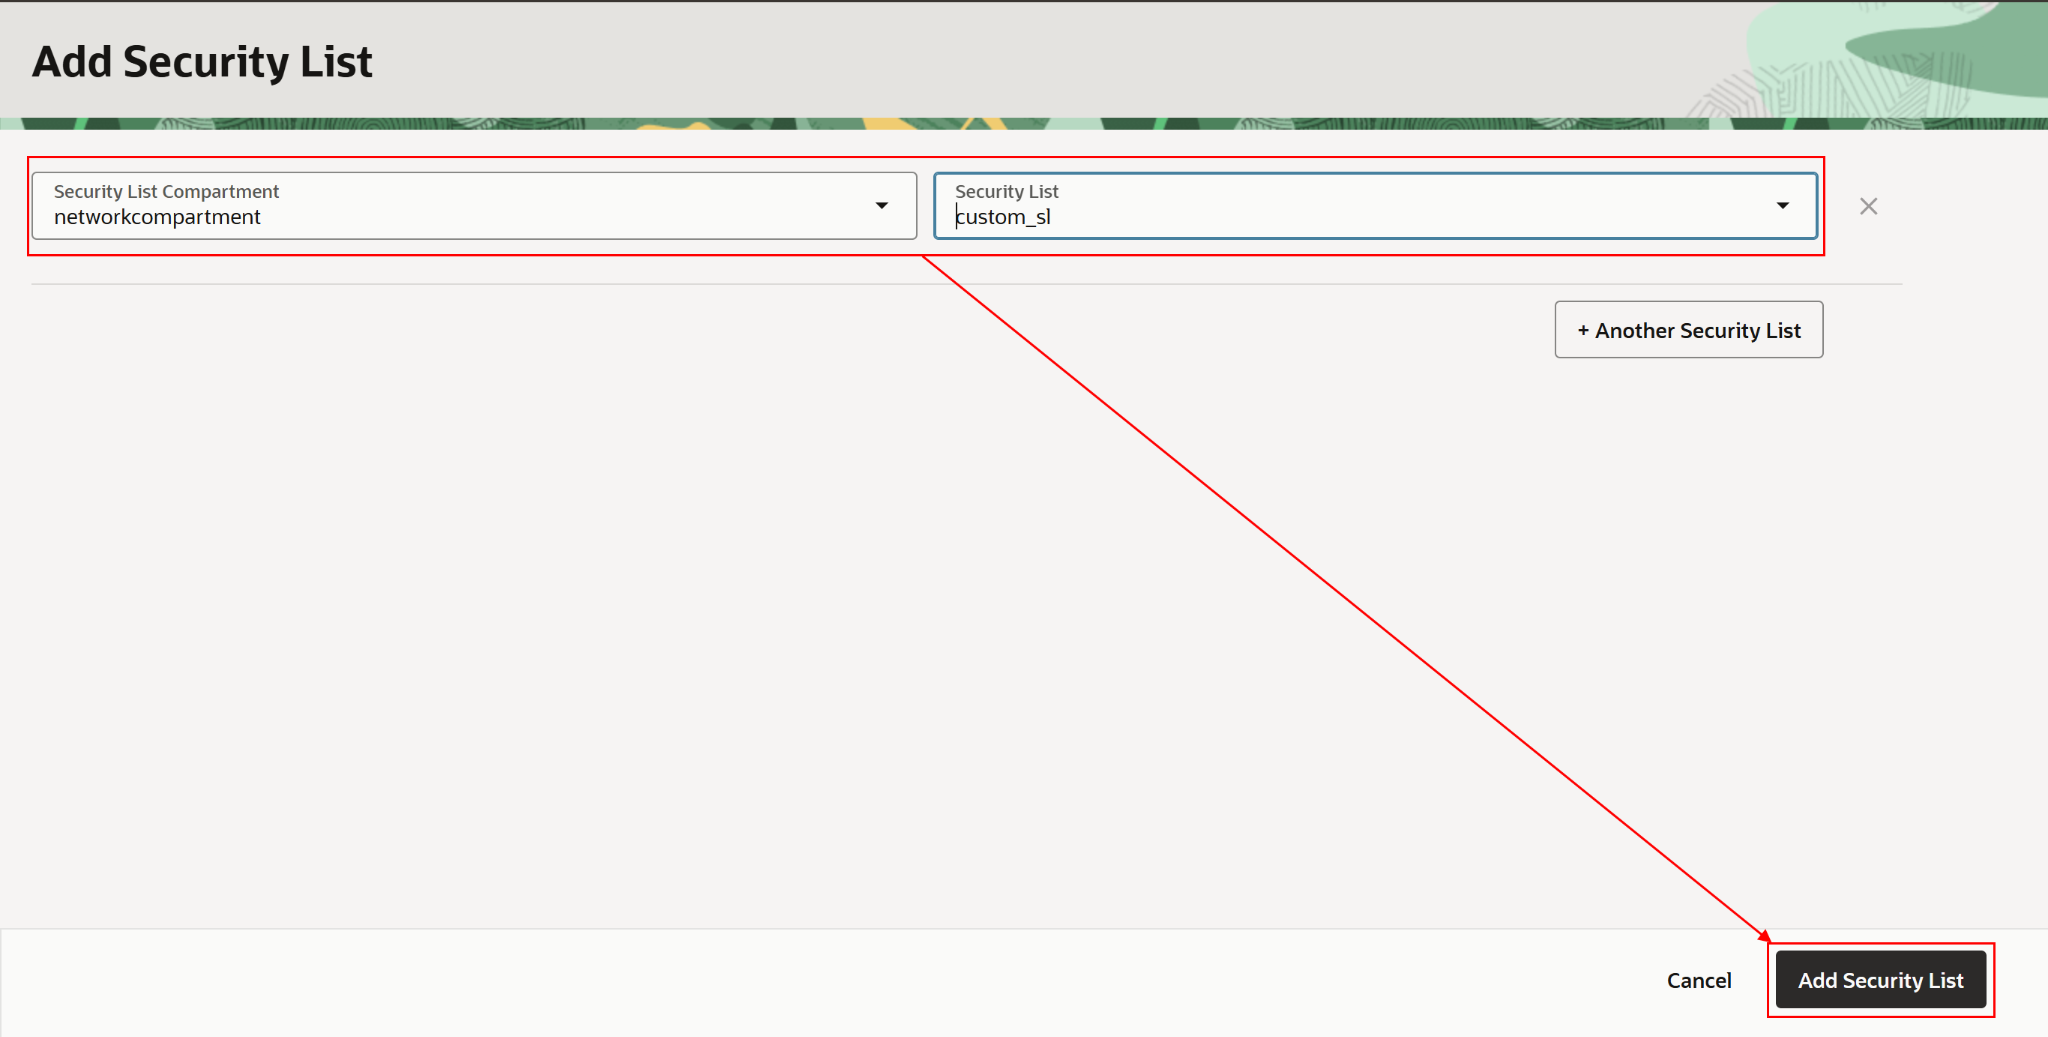 Add Security List
Security List Compartment
networkcompartment
Security List
custom_sl
+ Another Security List
Cancel
Add Security List